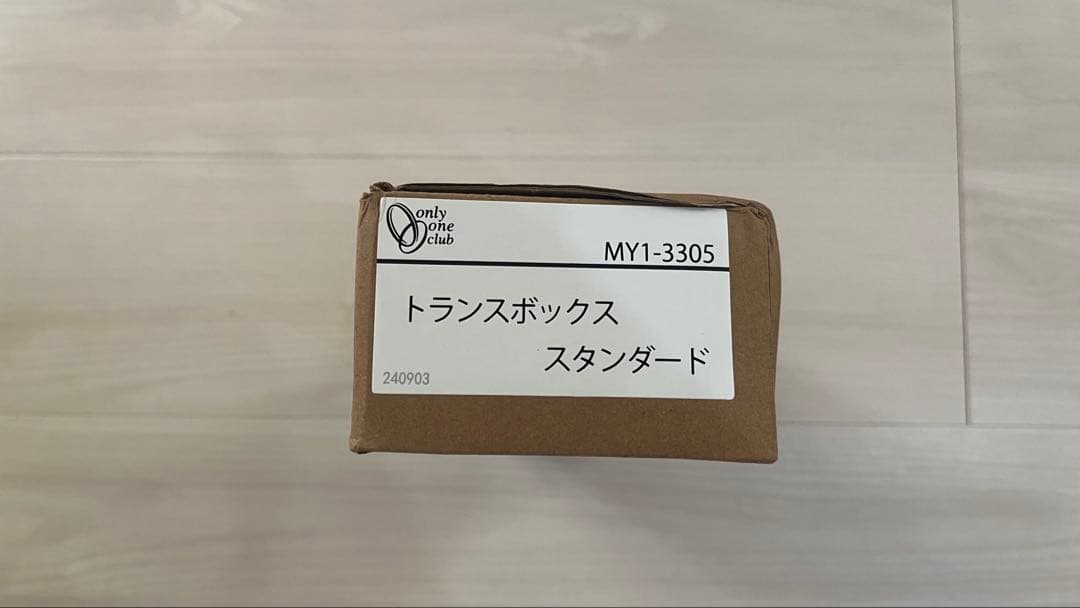 only
one
club
MY1-3305
トランスボックス
スタンダード
240903